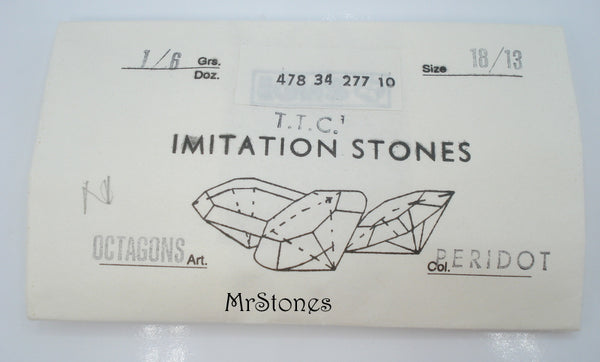 1/6 Grs. Doz.
478 34 277 10
Size 18/13
T.T.C.
IMITATION STONES
OCTAGONS Art.
Col. PERIDOT
MrStones